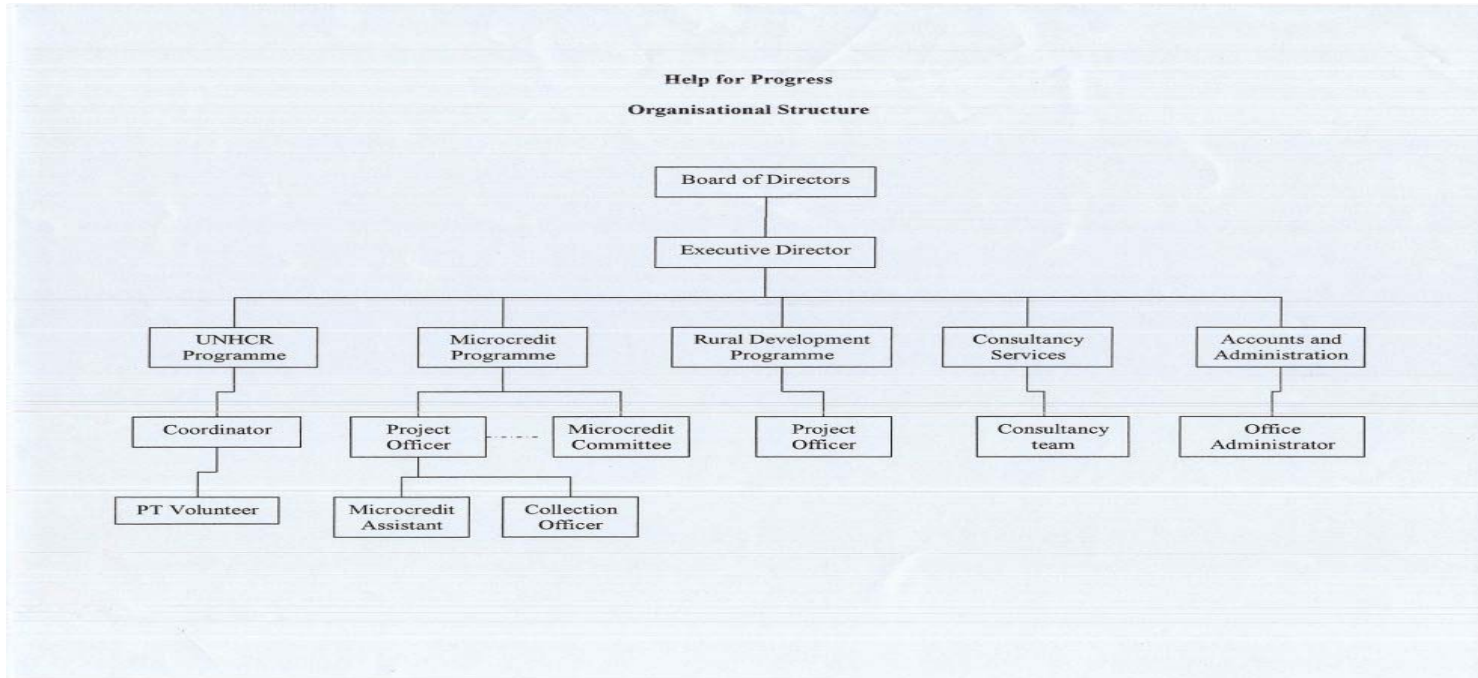 Help for Progress
Organisational Structure
Board of Directors
Executive Director
UNHCR
Programme
Microcredit
Programme
Rural Development
Programme
Consultancy
Services
Accounts and
Administration
Coordinator
Project
Officer
Microcredit
Committee
Project
Officer
Consultancy
team
Office
Administrator
PT Volunteer
Microcredit
Assistant
Collection
Officer